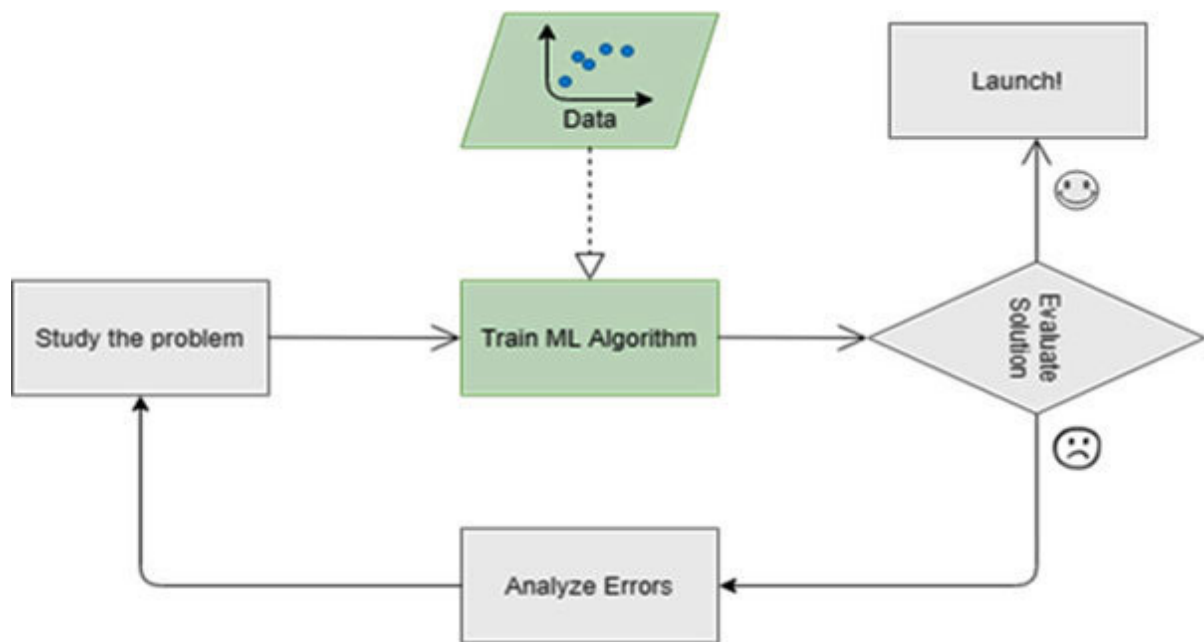 Data
Launch!
Study the problem
Train ML Algorithm
Evaluate
Solution
Analyze Errors